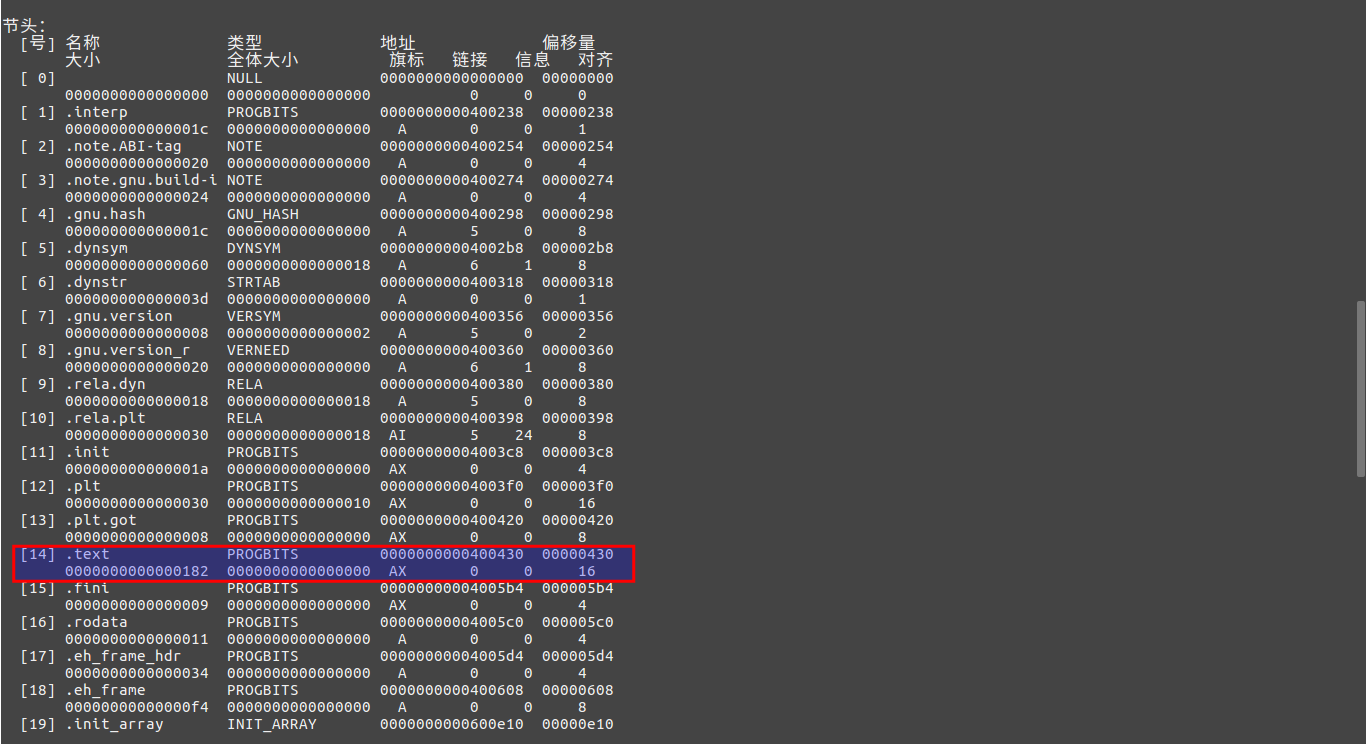 节头：
[号] 名称 类型 地址 偏移量
大小 全体大小 旗标 链接 信息 对齐
[ 0] NULL 0000000000000000 00000000
0000000000000000 0000000000000000 0 0 0
[ 1] .interp PROGBITS 0000000000400238 00000238
000000000000001c 0000000000000000 A 0 0 1
[ 2] .note.ABI-tag NOTE 0000000000400254 00000254
0000000000000020 0000000000000000 A 0 0 4
[ 3] .note.gnu.build-i NOTE 0000000000400274 00000274
0000000000000024 0000000000000000 A 0 0 4
[ 4] .gnu.hash GNU_HASH 0000000000400298 00000298
000000000000001c 0000000000000000 A 5 0 8
[ 5] .dynsym DYNSYM 00000000004002b8 000002b8
0000000000000060 0000000000000018 A 6 1 8
[ 6] .dynstr STRTAB 0000000000400318 00000318
000000000000003d 0000000000000000 A 0 0 1
[ 7] .gnu.version VERSYM 0000000000400356 00000356
0000000000000008 0000000000000002 A 5 0 2
[ 8] .gnu.version_r VERNEED 0000000000400360 00000360
0000000000000020 0000000000000000 A 6 1 8
[ 9] .rela.dyn RELA 0000000000400380 00000380
0000000000000018 0000000000000018 A 5 0 8
[10] .rela.plt RELA 0000000000400398 00000398
0000000000000030 0000000000000018 AI 5 24 8
[11] .init PROGBITS 00000000004003c8 000003c8
000000000000001a 0000000000000000 AX 0 0 4
[12] .plt PROGBITS 00000000004003f0 000003f0
0000000000000030 0000000000000010 AX 0 0 16
[13] .plt.got PROGBITS 0000000000400420 00000420
0000000000000008 0000000000000000 AX 0 0 8
[14] .text PROGBITS 0000000000400430 00000430
0000000000000182 0000000000000000 AX 0 0 16
[15] .fini PROGBITS 00000000004005b4 000005b4
0000000000000009 0000000000000000 AX 0 0 4
[16] .rodata PROGBITS 00000000004005c0 000005c0
0000000000000011 0000000000000000 A 0 0 4
[17] .eh_frame_hdr PROGBITS 00000000004005d4 000005d4
0000000000000034 0000000000000000 A 0 0 4
[18] .eh_frame PROGBITS 0000000000400608 00000608
00000000000000f4 0000000000000000 A 0 0 8
[19] .init_array INIT_ARRAY 0000000000600e10 00000e10